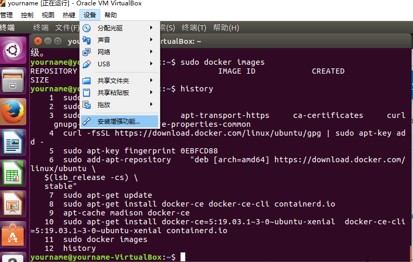 yourname [正在运行] - Oracle VM VirtualBox
管理 控制 视图 热键 设备 帮助
终端 终端 文件(F) 搜索(S) 终端(T) 帮助(H)
分配光驱
声音
网络
USB
共享文件夹
共享粘贴板
拖放
安装增强功能...
yourname@yourname-VirtualBox: ~
级。
:~$ sudo docker images
REPOSITORY IMAGE ID CREATED
SIZE
:~$ history
1 sudo
2 sudo
3 sudo apt-transport-https ca-certificates curl
gnupg- e-properties-common
4 curl -fsSL https://download.docker.com/linux/ubuntu/gpg | sudo apt-key ad
d -
5 sudo apt-key fingerprint 0EBFCD88
6 sudo add-apt-repository "deb [arch=amd64] https://download.docker.com/
linux/ubuntu \
$(lsb_release -cs) \
stable"
7 sudo apt-get update
8 sudo apt-get install docker-ce docker-ce-cli containerd.io
9 apt-cache madison docker-ce
10 sudo apt-get install docker-ce=5:19.03.1~3-0~ubuntu-xenial docker-ce-cli
=5:19.03.1~3-0~ubuntu-xenial containerd.io
11 sudo docker images
12 history
yourname@yourname-VirtualBox:~$